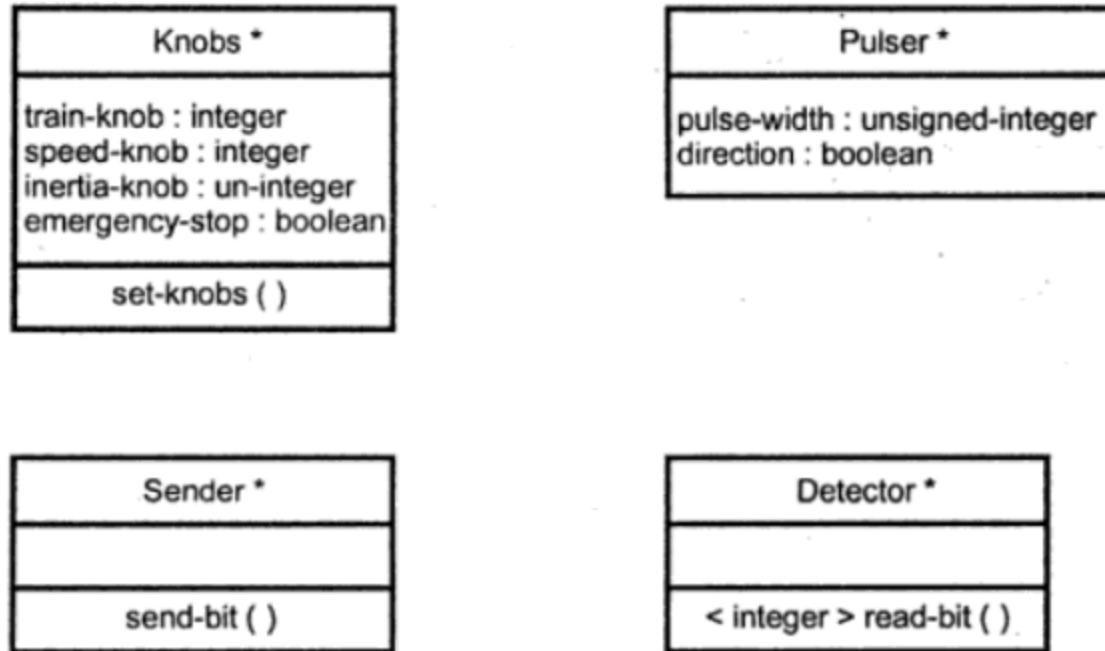 Knobs *
train-knob : integer
speed-knob : integer
inertia-knob : un-integer
emergency-stop : boolean
set-knobs ( )
Pulser *
pulse-width : unsigned-integer
direction : boolean
Sender *
send-bit ( )
Detector *
< integer > read-bit ( )